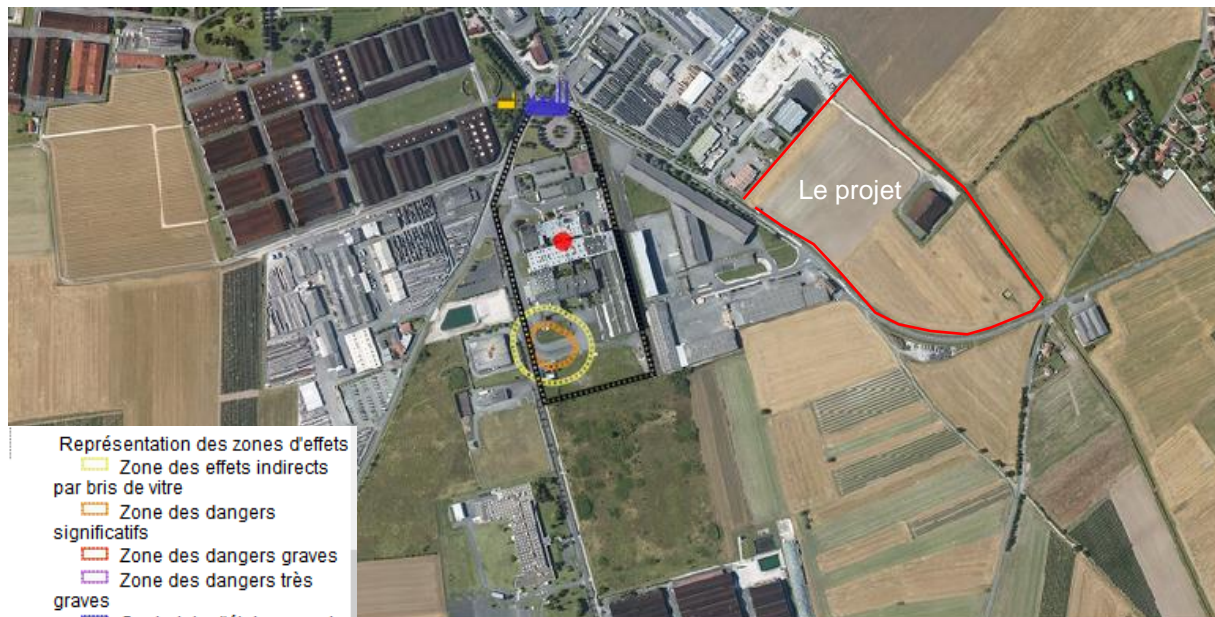 Le projet
Représentation des zones d'effets
Zone des effets indirects
par bris de vitre
Zone des dangers
significatifs
Zone des dangers graves
Zone des dangers très
graves